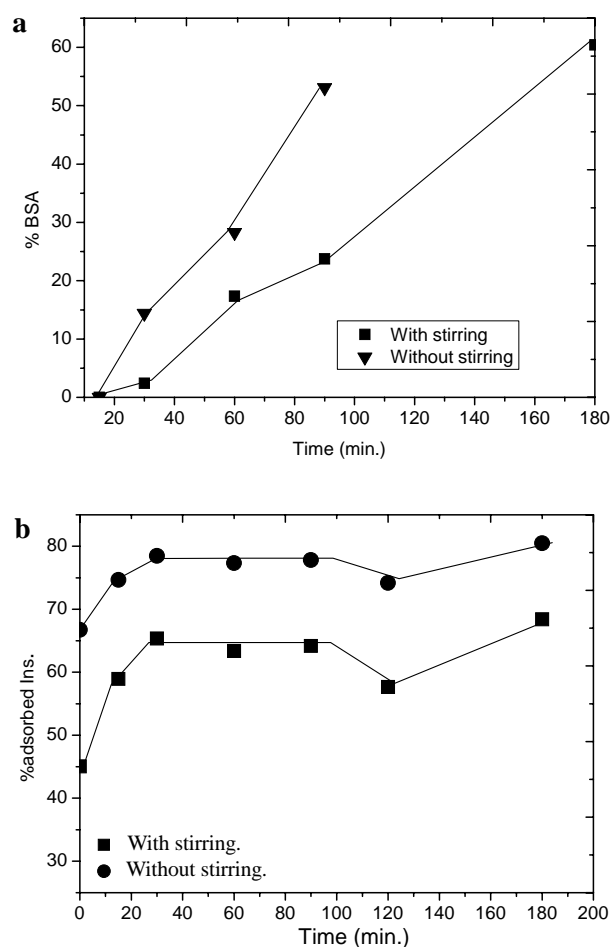 a
60
50
40
30
20
10
0
% BSA
With stirring
Without stirring
20 40 60 80 100 120 140 160 180
Time (min.)
b
80
70
60
50
40
30
%adsorbed Ins.
With stirring.
Without stirring.
0 20 40 60 80 100 120 140 160 180 200
Time (min.)